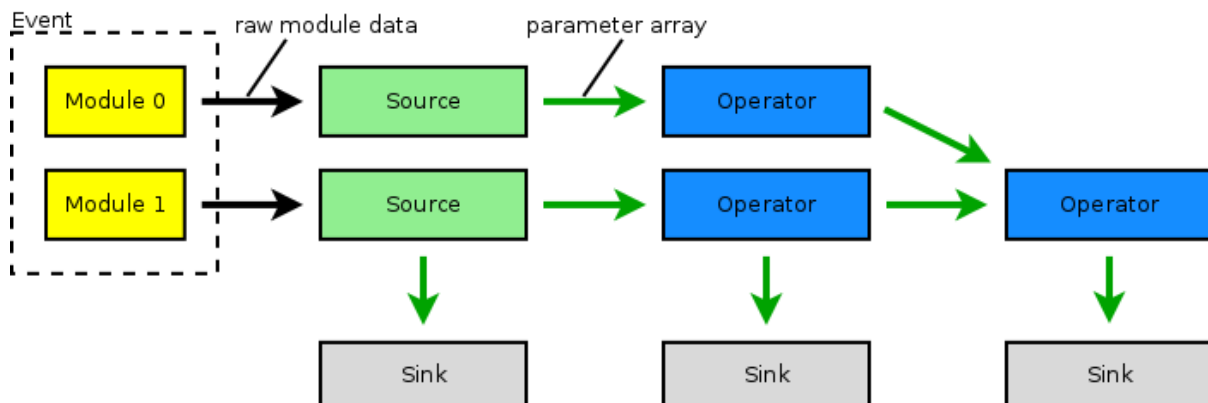 Event
raw module data
parameter array
Module 0
Source
Operator
Module 1
Source
Operator
Operator
Sink
Sink
Sink